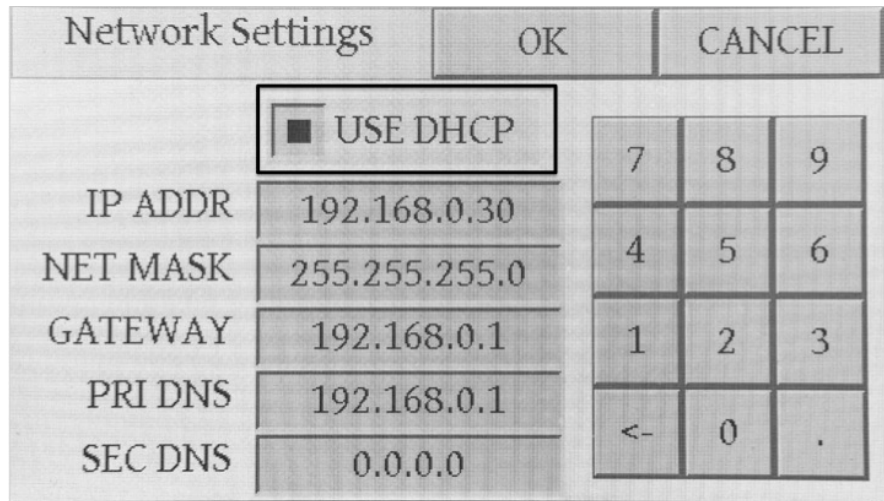 Network Settings OK CANCEL
USE DHCP
IP ADDR 192.168.0.30
NET MASK 255.255.255.0
GATEWAY 192.168.0.1
PRI DNS 192.168.0.1
SEC DNS 0.0.0.0
7 8 9
4 5 6
1 2 3
<- 0 .